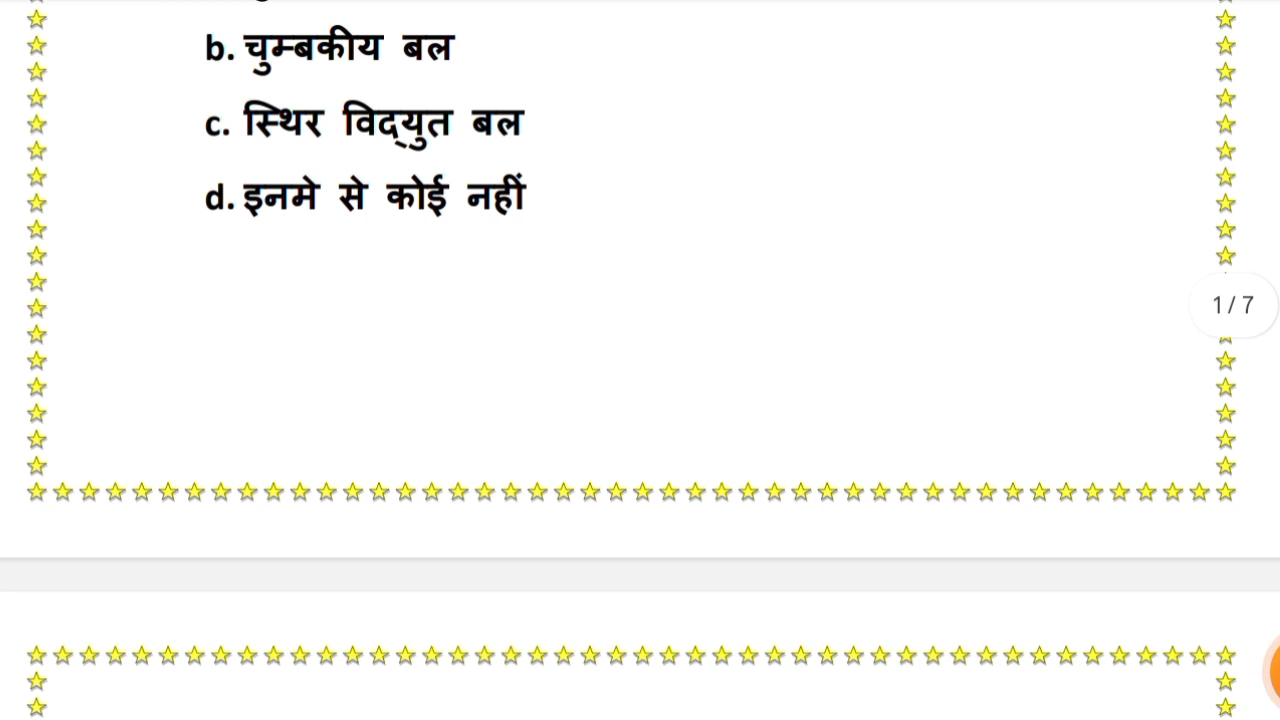 b. चुम्बकीय बल
c. स्थिर विद्युत बल
d. इनमे से कोई नहीं
1 / 7